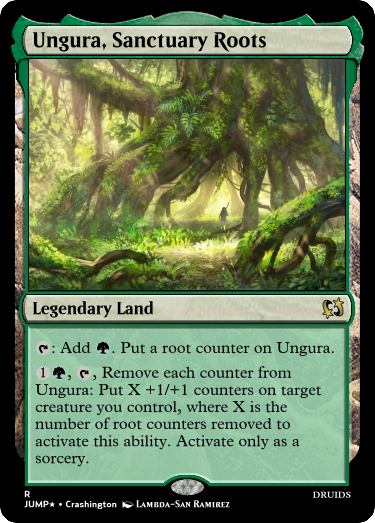 Ungura, Sanctuary Roots
Legendary Land
: Add . Put a root counter on Ungura.
1 , , Remove each counter from
Ungura: Put X +1/+1 counters on target
creature you control, where X is the
number of root counters removed to
activate this ability. Activate only as a
sorcery.
R
JUMP★ • Crashington Lambda-San Ramirez
DRUIDS